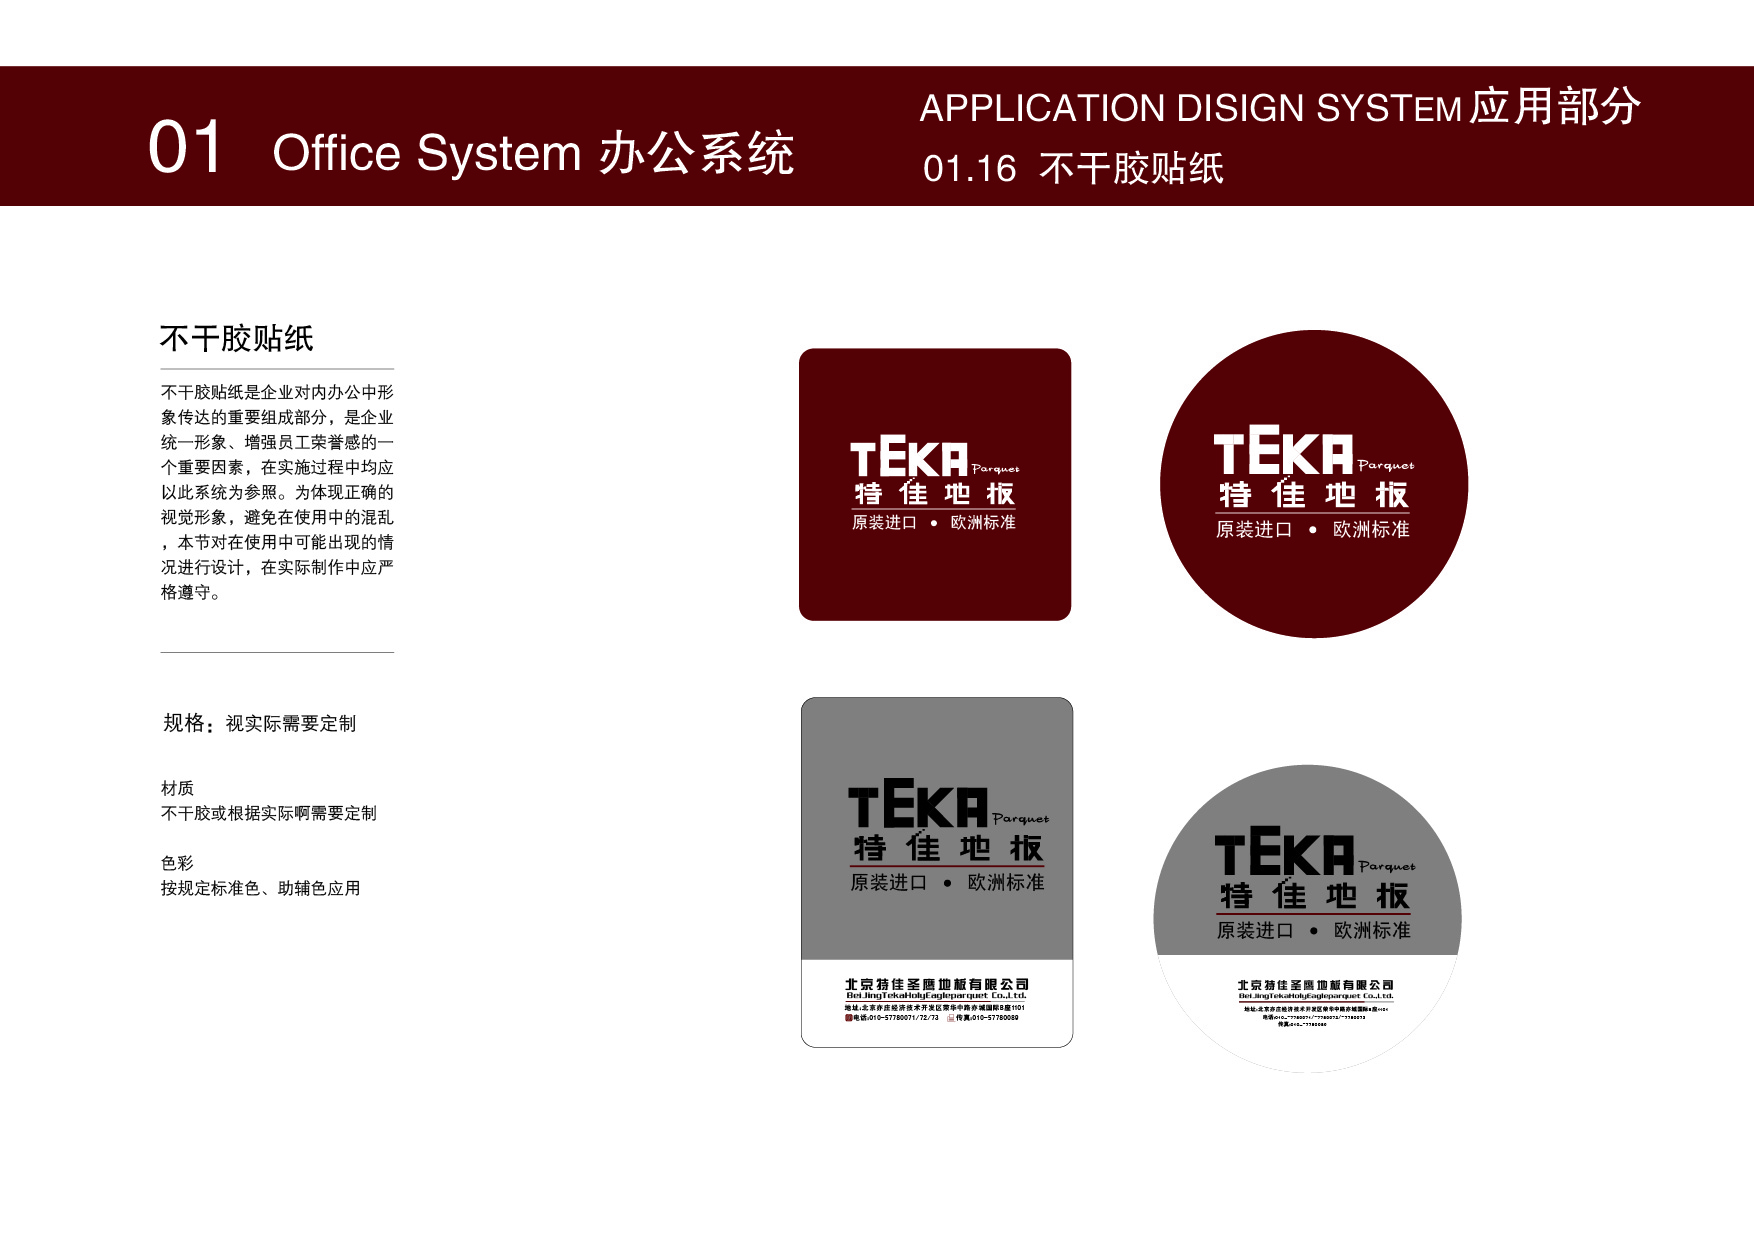 01 Office System 办公系统
APPLICATION DISIGN SYSTEM 应用部分
01.16 不干胶贴纸
不干胶贴纸
不干胶贴纸是企业对内办公中形
象传达的重要组成部分，是企业
统一形象、增强员工荣誉感的一
个重要因素，在实施过程中均应
以此系统为参照。为体现正确的
视觉形象，避免在使用中的混乱
，本节对在使用中可能出现的情
况进行设计，在实际制作中应严
格遵守。
规格：视实际需要定制
材质
不干胶或根据实际啊需要定制
色彩
按规定标准色、助辅色应用
TEKA Parquet
特佳地板
原装进口 • 欧洲标准
TEKA Parquet
特佳地板
原装进口 • 欧洲标准
TEKA Parquet
特佳地板
原装进口 • 欧洲标准
北京特佳圣鹰地板有限公司
BeiJingTekaHolyEagleparquet Co.,Ltd.
地址:北京亦庄经济技术开发区荣华中路亦城国际B座1101
电话:010-57780071/72/73 传真:010-57780089
TEKA Parquet
特佳地板
原装进口 • 欧洲标准
北京特佳圣鹰地板有限公司
BeiJingTekaHolyEagleparquet Co.,Ltd.